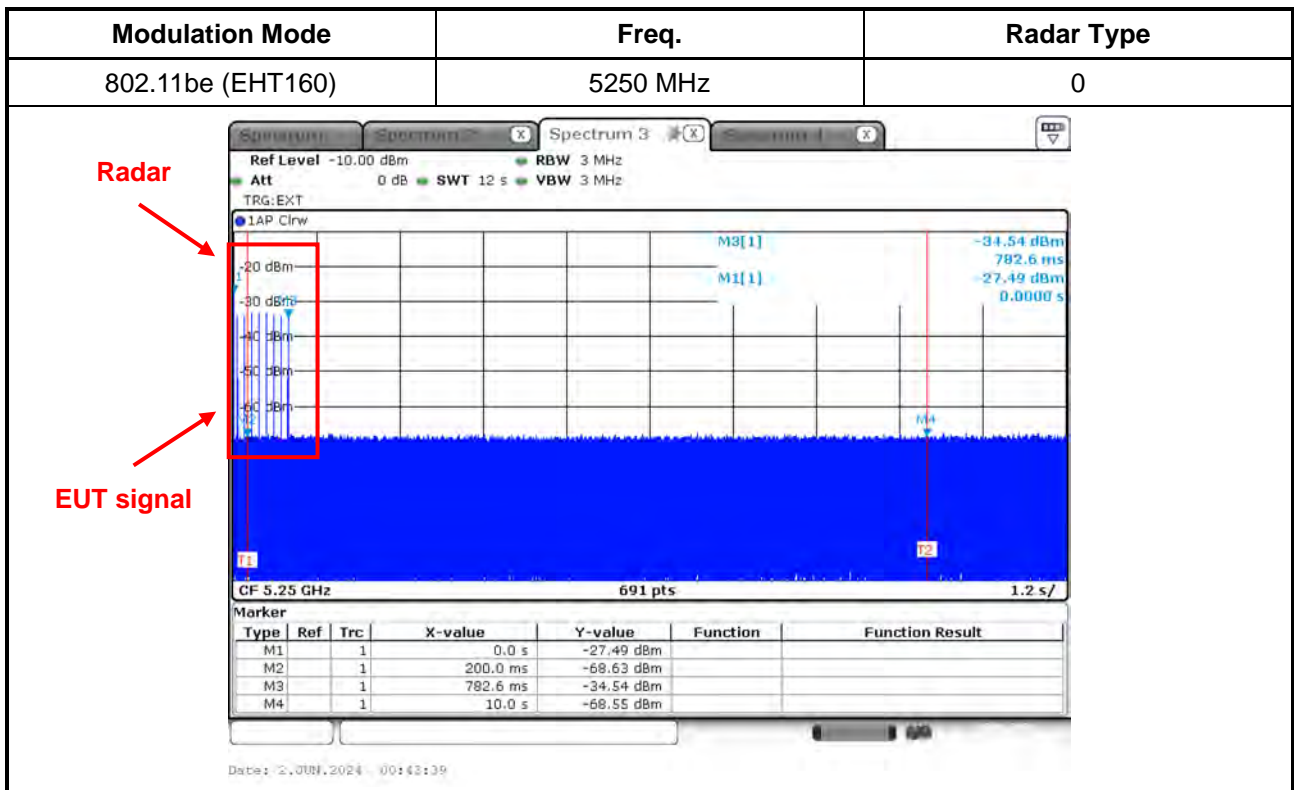 Modulation Mode Freq. Radar Type
802.11be (EHT160) 5250 MHz 0
Spectrum 3
Ref Level -10.00 dBm RBW 3 MHz
Att 0 dB SWT 12 s VBW 3 MHz
TRG:EXT
1AP Clrw
Radar
EUT signal
M3[1] -34.54 dBm
782.6 ms
M1[1] -27.49 dBm
0.0000 s
-20 dBm
-30 dBm
-40 dBm
-50 dBm
-60 dBm
M4
T1 T2
CF 5.25 GHz 691 pts 1.2 s/
Marker
Type Ref Trc X-value Y-value Function Function Result
M1 1 0.0 s -27.49 dBm
M2 1 200.0 ms -68.63 dBm
M3 1 782.6 ms -34.54 dBm
M4 1 10.0 s -68.55 dBm
Date: 2.JUN.2024 00:43:39